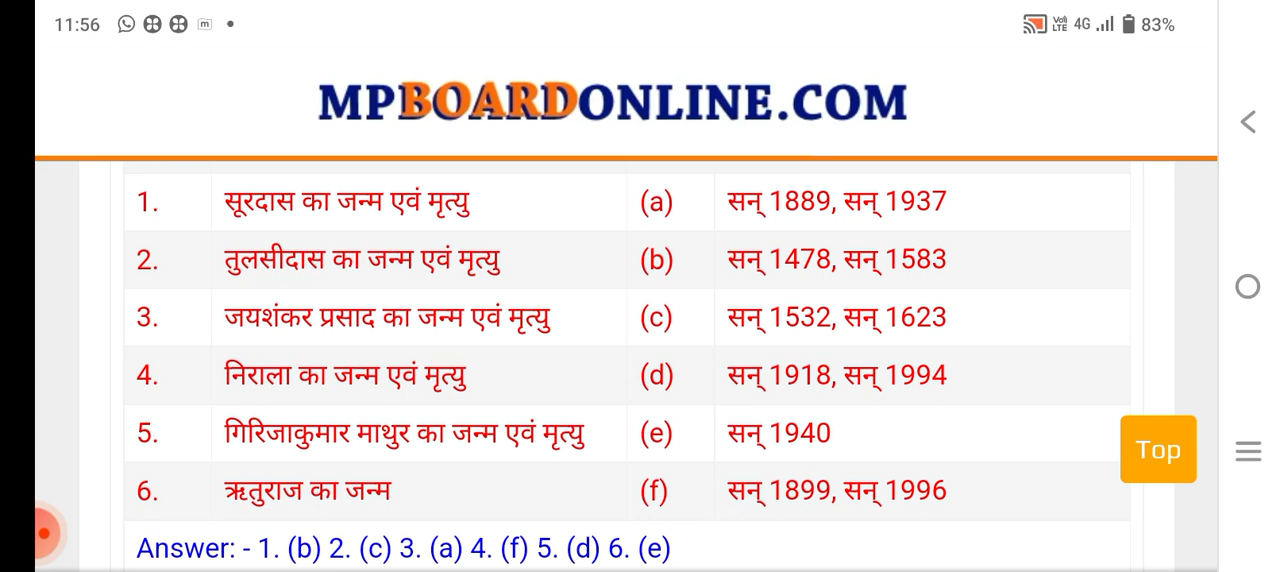 11:56 m VoLTE 4G 83%
MPBOARDONLINE.COM
1. सूरदास का जन्म एवं मृत्यु (a) सन् 1889, सन् 1937
2. तुलसीदास का जन्म एवं मृत्यु (b) सन् 1478, सन् 1583
3. जयशंकर प्रसाद का जन्म एवं मृत्यु (c) सन् 1532, सन् 1623
4. निराला का जन्म एवं मृत्यु (d) सन् 1918, सन् 1994
5. गिरिजाकुमार माथुर का जन्म एवं मृत्यु (e) सन् 1940
Top
6. ऋतुराज का जन्म (f) सन् 1899, सन् 1996
Answer: - 1. (b) 2. (c) 3. (a) 4. (f) 5. (d) 6. (e)